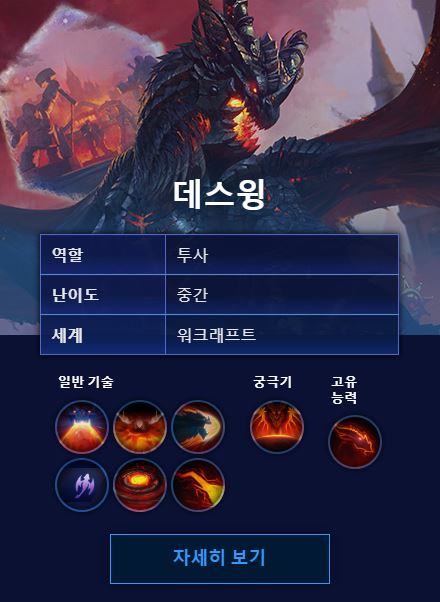 데스윙
역할 투사
난이도 중간
세계 워크래프트
일반 기술 궁극기 고유
능력
자세히 보기